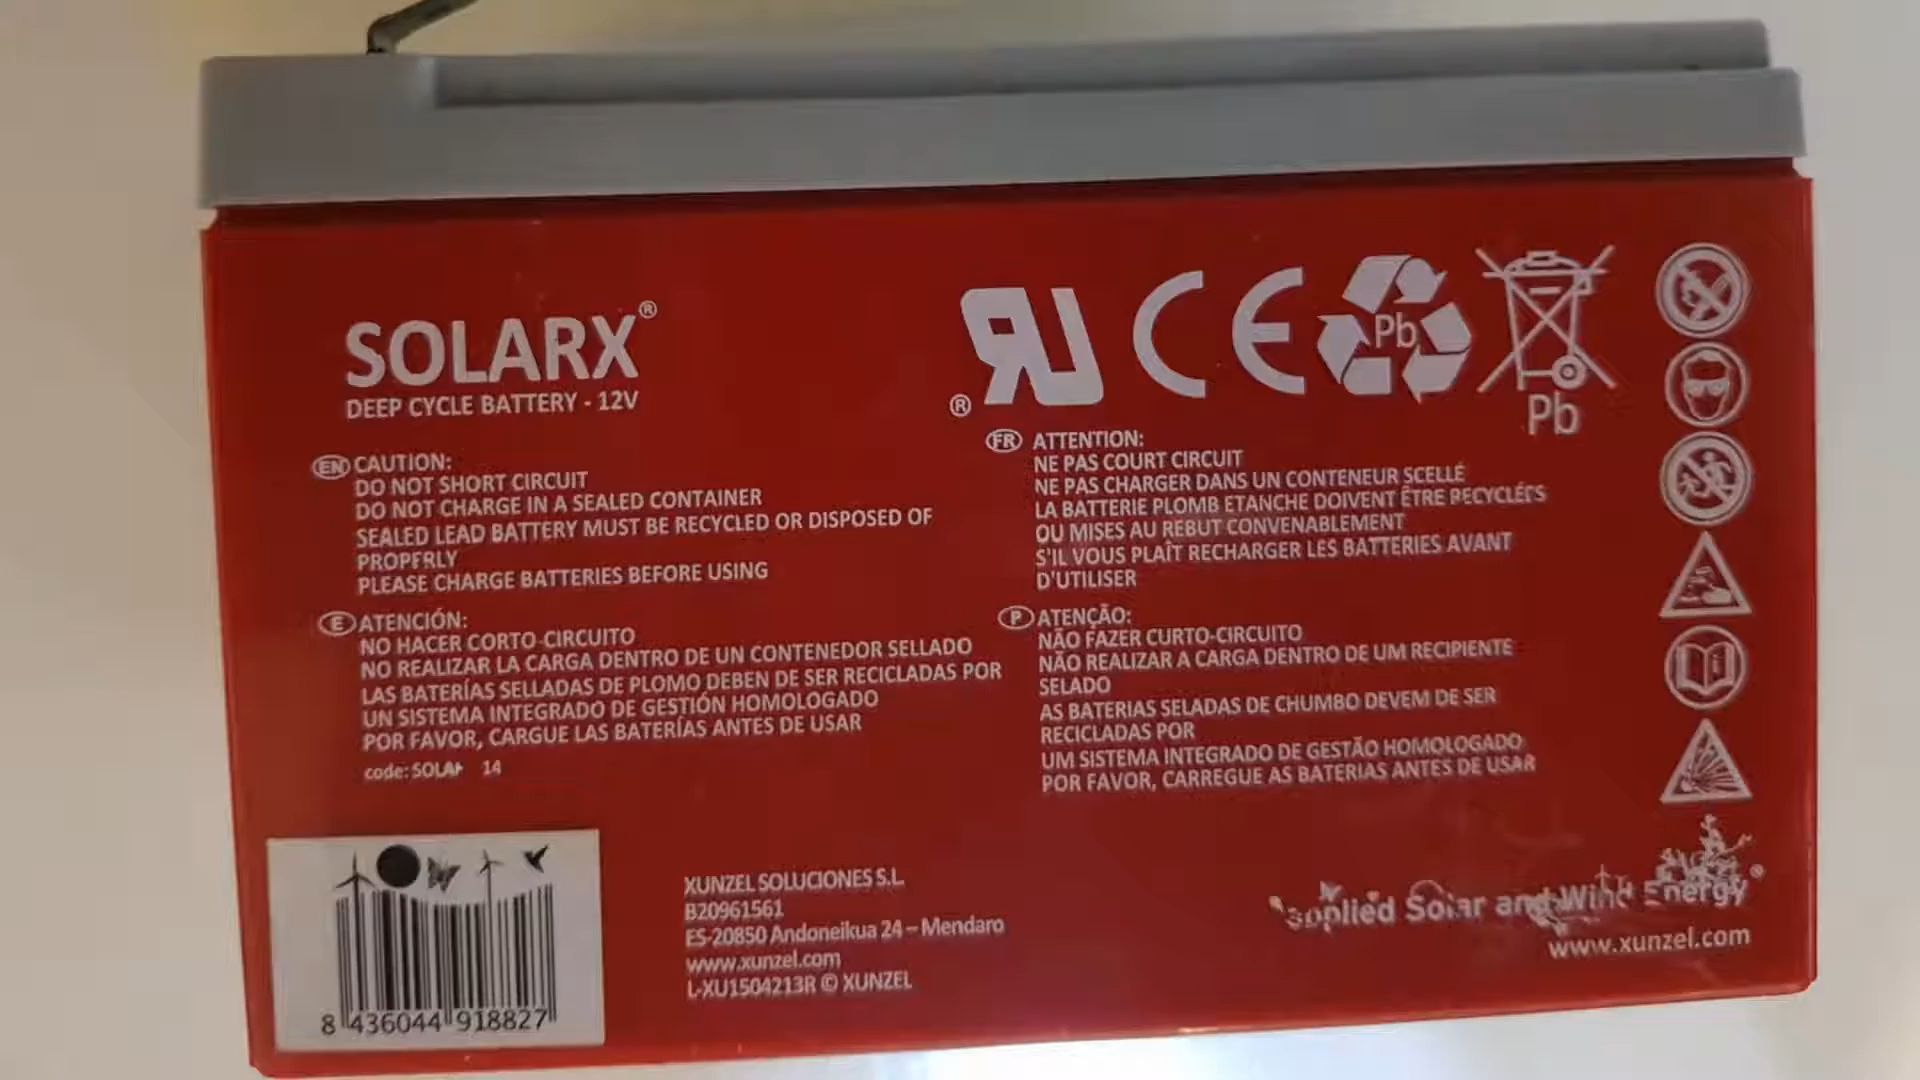 SOLARX®
DEEP CYCLE BATTERY - 12V
® RU CE Pb
Pb
EN CAUTION:
DO NOT SHORT CIRCUIT
DO NOT CHARGE IN A SEALED CONTAINER
SEALED LEAD BATTERY MUST BE RECYCLED OR DISPOSED OF
PROPERLY
PLEASE CHARGE BATTERIES BEFORE USING
FR ATTENTION:
NE PAS COURT CIRCUIT
NE PAS CHARGER DANS UN CONTENEUR SCELLÉ
LA BATTERIE PLOMB ETANCHE DOIVENT ÊTRE RECYCLÉES
OU MISES AU REBUT CONVENABLEMENT
S'IL VOUS PLAÎT RECHARGER LES BATTERIES AVANT
D'UTILISER
E ATENCIÓN:
NO HACER CORTO-CIRCUITO
NO REALIZAR LA CARGA DENTRO DE UN CONTENEDOR SELLADO
LAS BATERÍAS SELLADAS DE PLOMO DEBEN DE SER RECICLADAS POR
UN SISTEMA INTEGRADO DE GESTIÓN HOMOLOGADO
POR FAVOR, CARGUE LAS BATERÍAS ANTES DE USAR
code: 14
P ATENÇÃO:
NÃO FAZER CURTO-CIRCUITO
NÃO REALIZAR A CARGA DENTRO DE UM RECIPIENTE
SELADO
AS BATERIAS SELADAS DE CHUMBO DEVEM DE SER
RECICLADAS POR
UM SISTEMA INTEGRADO DE GESTÃO HOMOLOGADO
POR FAVOR, CARREGUE AS BATERIAS ANTES DE USAR
8 436044 918827
XUNZEL SOLUCIONES S.L.
B20961561
ES-20850 Andoneikua 24 – Mendaro
www.xunzel.com
L-XU1504213R © XUNZEL
Applied Solar and Wind Energy®
www.xunzel.com